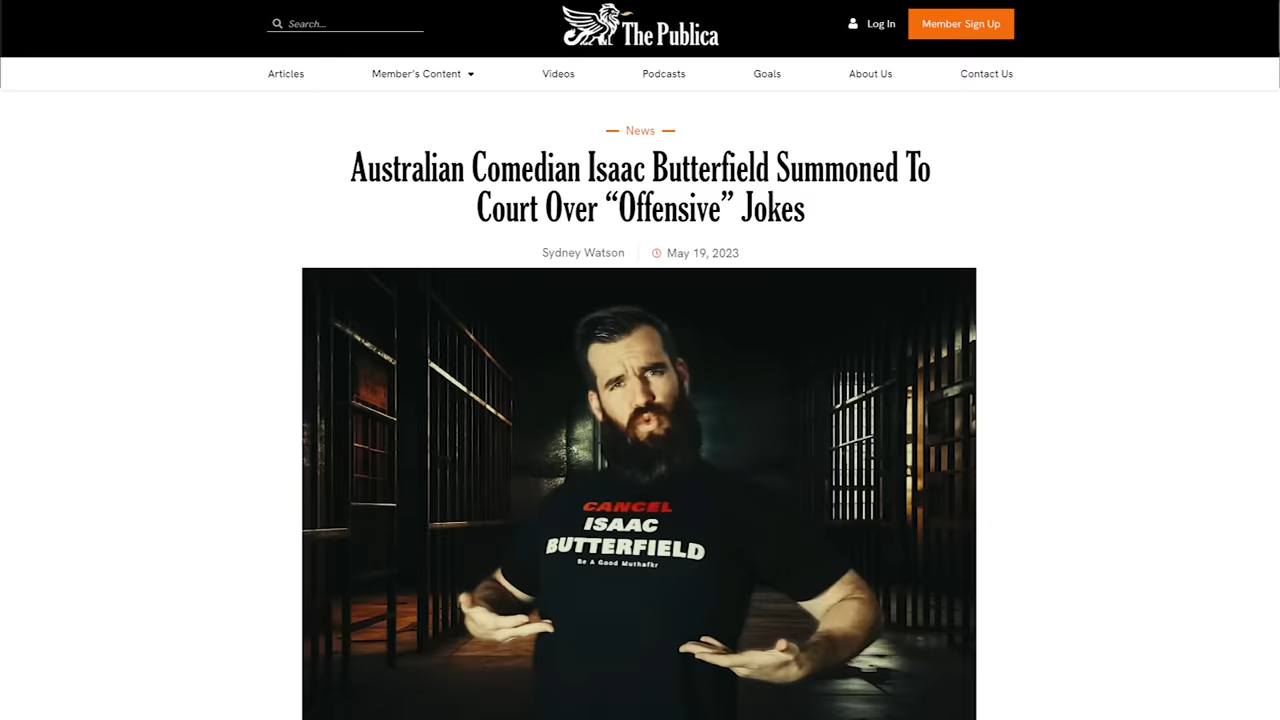 Search...
The Publica
Log In
Member Sign Up
Articles
Member's Content
Videos
Podcasts
Goals
About Us
Contact Us
News
Australian Comedian Isaac Butterfield Summoned To
Court Over “Offensive” Jokes
Sydney Watson
May 19, 2023
CANCEL
ISAAC
BUTTERFIELD
Be A Good Muthafkr